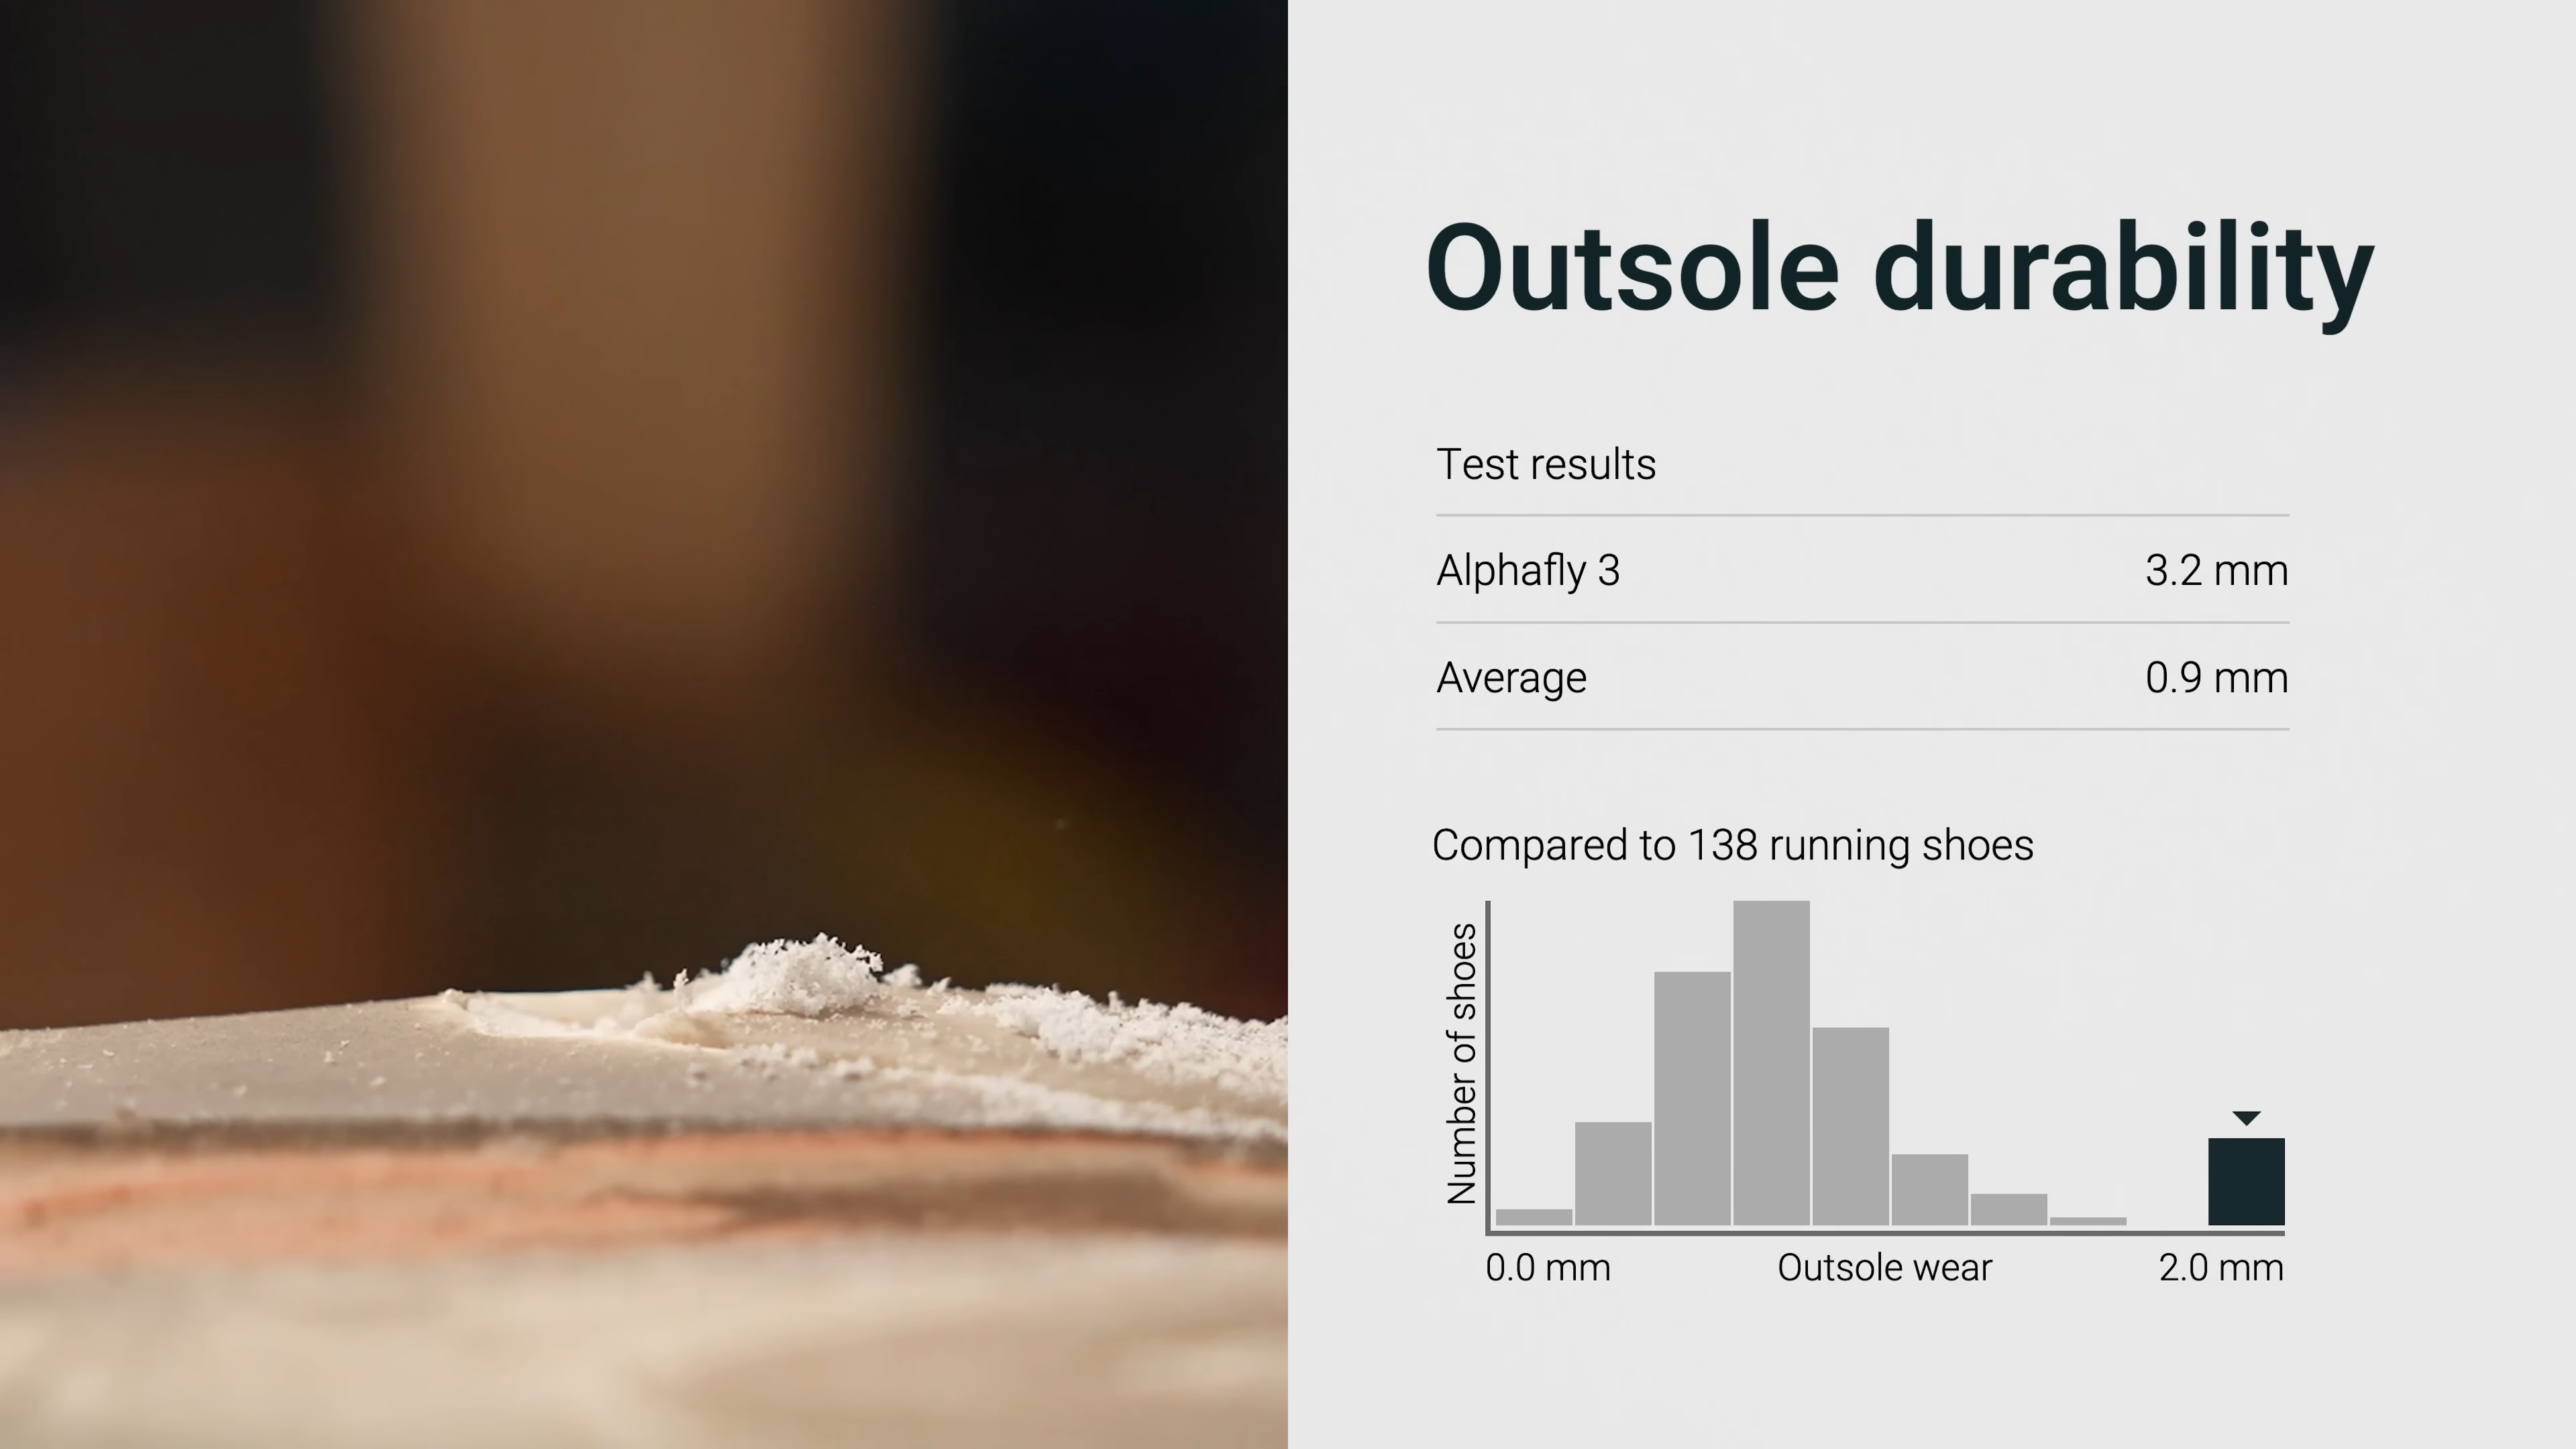 Outsole durability
Test results
Alphafly 3 3.2 mm
Average 0.9 mm
Compared to 138 running shoes
Number of shoes
0.0 mm Outsole wear 2.0 mm